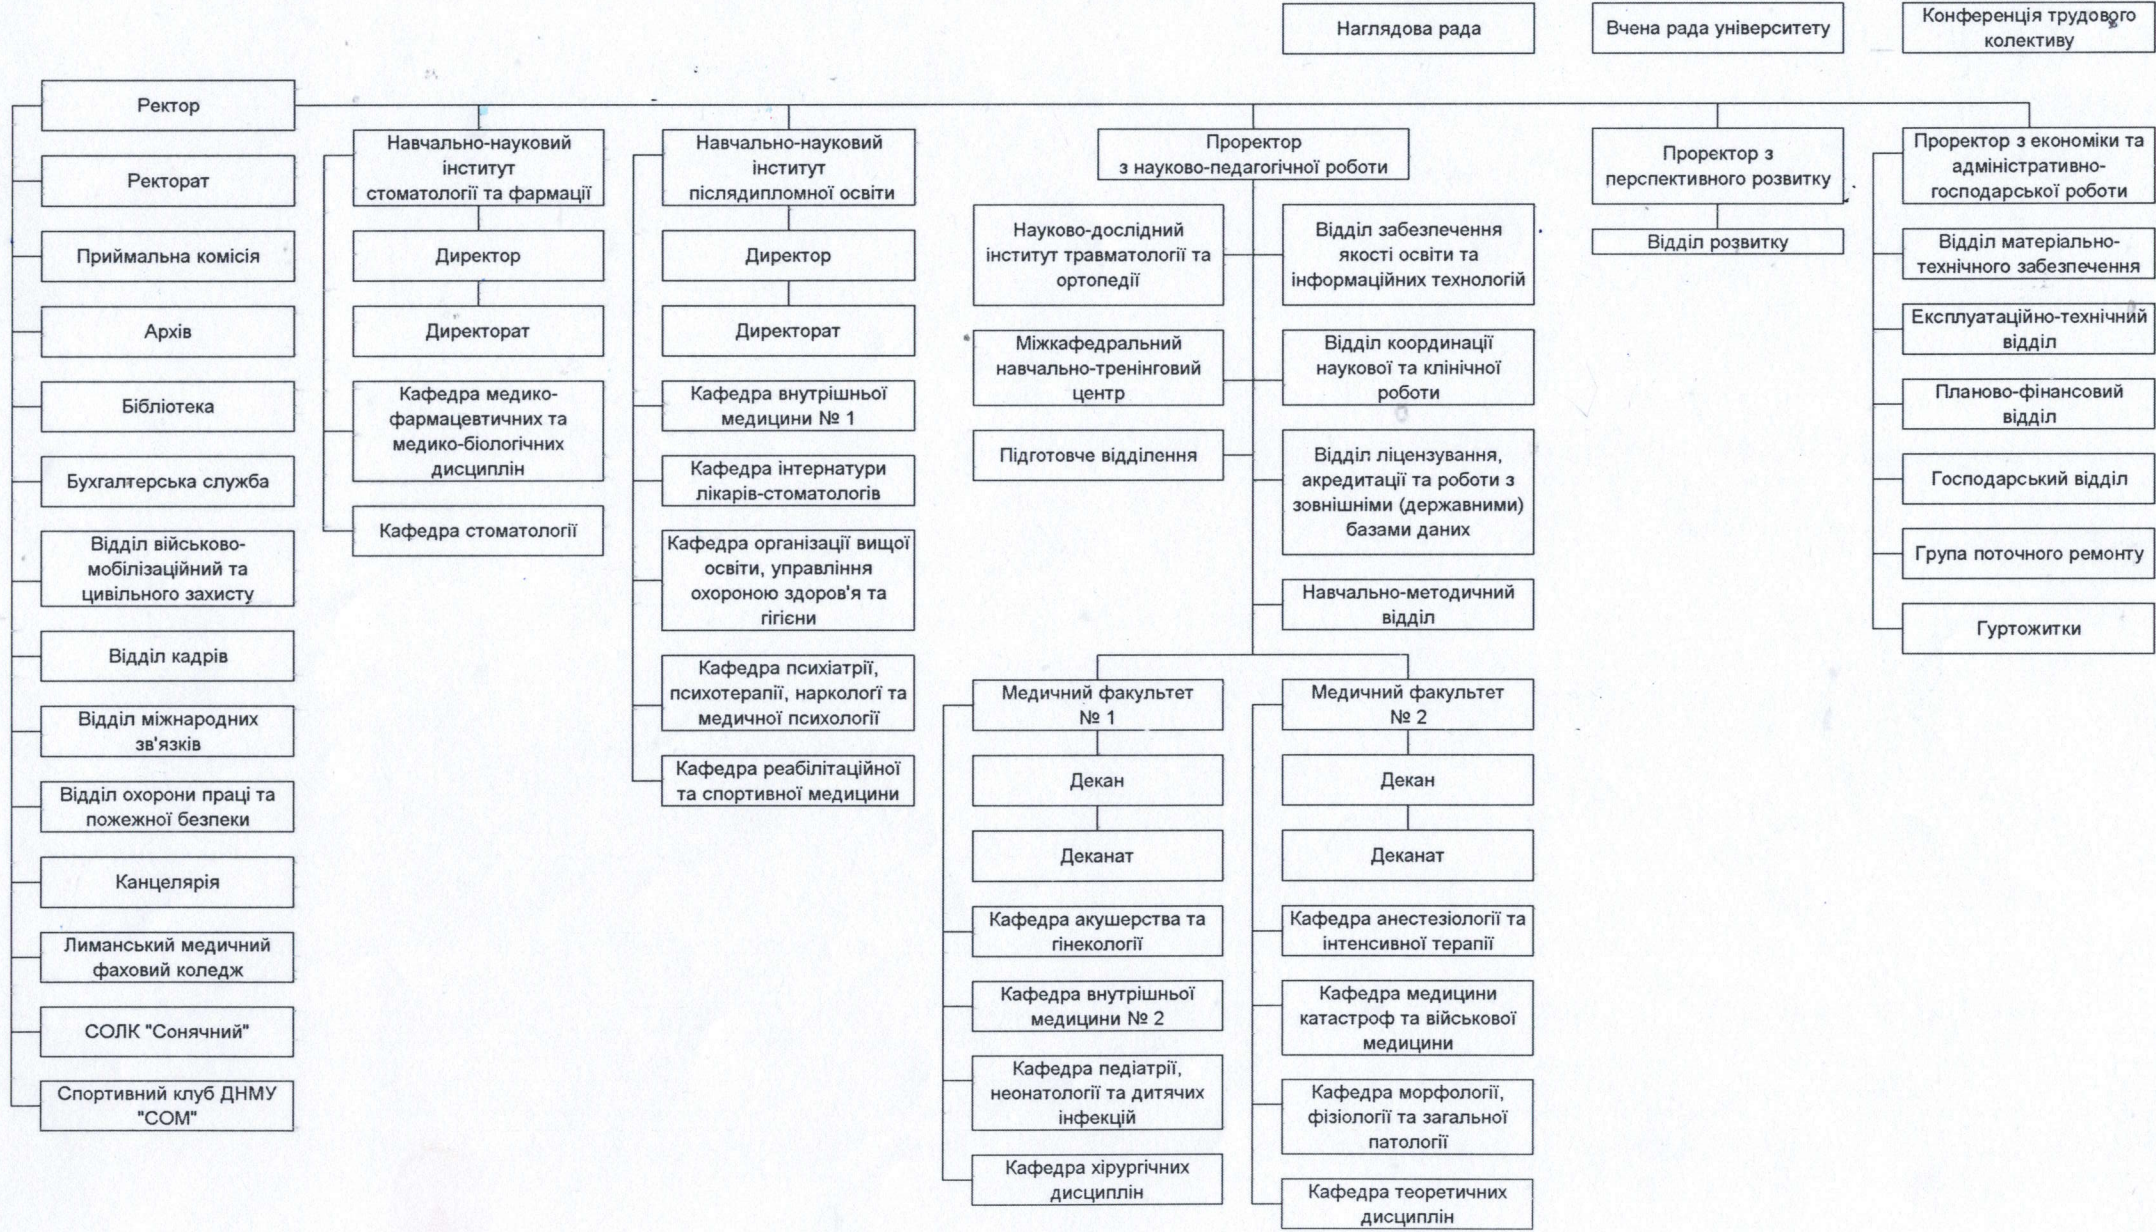 Наглядова рада
Вчена рада університету
Конференція трудового
колективу
Ректор
Ректорат
Приймальна комісія
Архів
Бібліотека
Бухгалтерська служба
Відділ військово-
мобілізаційний та
цивільного захисту
Відділ кадрів
Відділ міжнародних
зв'язків
Відділ охорони праці та
пожежної безпеки
Канцелярія
Лиманський медичний
фаховий коледж
СОЛК "Сонячний"
Спортивний клуб ДНМУ
"СОМ"
Навчально-науковий
інститут
стоматології та фармації
Директор
Директорат
Кафедра медико-
фармацевтичних та
медико-біологічних
дисциплін
Кафедра стоматології
Навчально-науковий
інститут
післядипломної освіти
Директор
Директорат
Кафедра внутрішньої
медицини № 1
Кафедра інтернатури
лікарів-стоматологів
Кафедра організації вищої
освіти, управління
охороною здоров'я та
гігієни
Кафедра психіатрії,
психотерапії, наркології та
медичної психології
Кафедра реабілітаційної
та спортивної медицини
Проректор
з науково-педагогічної роботи
Науково-дослідний
інститут травматології та
ортопедії
Міжкафедральний
навчально-тренінговий
центр
Підготовче відділення
Відділ забезпечення
якості освіти та
інформаційних технологій
Відділ координації
наукової та клінічної
роботи
Відділ ліцензування,
акредитації та роботи з
зовнішніми (державними)
базами даних
Навчально-методичний
відділ
Медичний факультет
№ 1
Декан
Деканат
Кафедра акушерства та
гінекології
Кафедра внутрішньої
медицини № 2
Кафедра педіатрії,
неонатології та дитячих
інфекцій
Кафедра хірургічних
дисциплін
Медичний факультет
№ 2
Декан
Деканат
Кафедра анестезіології та
інтенсивної терапії
Кафедра медицини
катастроф та військової
медицини
Кафедра морфології,
фізіології та загальної
патології
Кафедра теоретичних
дисциплін
Проректор з
перспективного розвитку
Відділ розвитку
Проректор з економіки та
адміністративно-
господарської роботи
Відділ матеріально-
технічного забезпечення
Експлуатаційно-технічний
відділ
Планово-фінансовий
відділ
Господарський відділ
Група поточного ремонту
Гуртожитки